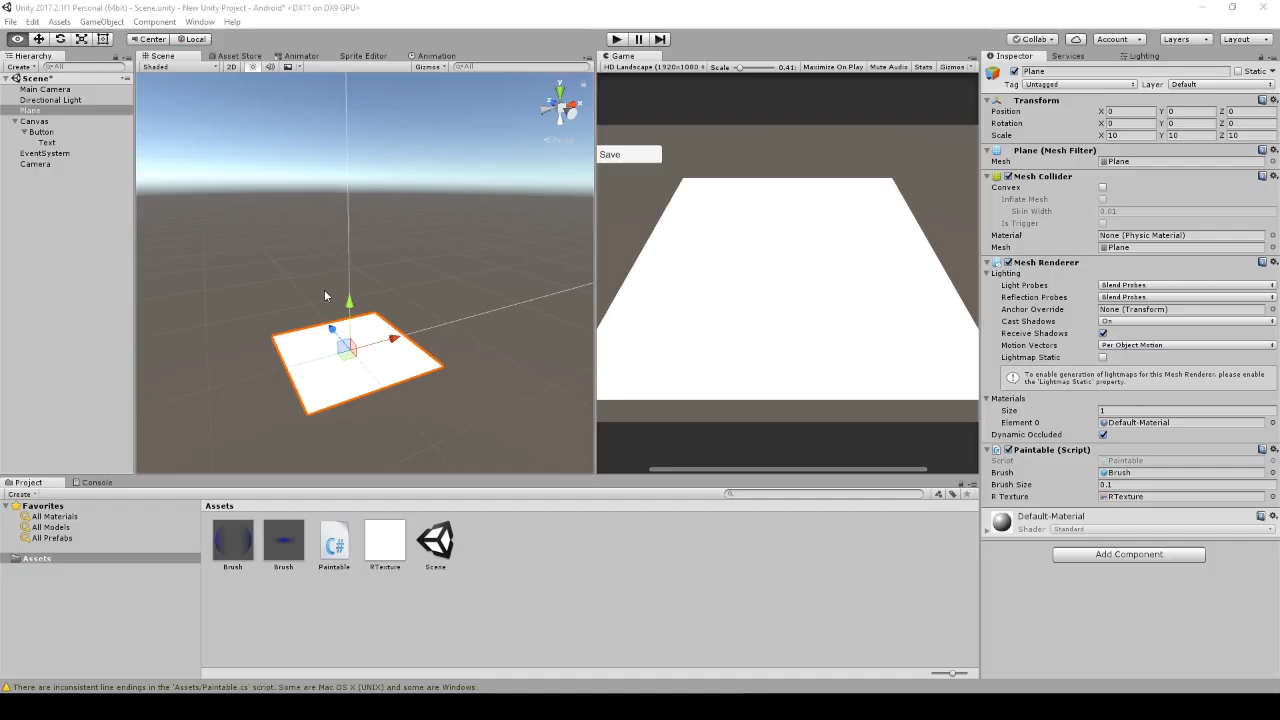 Unity 2017.2.1f1 Personal (64bit) - Scene.unity - New Unity Project - Android* <DX11 on DX9 GPU>
File Edit Assets GameObject Component Window Help
Center Local Collab Account Layers Layout
Hierarchy Scene Asset Store Animator Sprite Editor Animation Game Inspector Services Lighting
Create All Shaded 2D Gizmos All HD Landscape (1920x1080 Scale 0.41: Maximize On Play Mute Audio Stats Gizmos
Plane Static
Tag Untagged Layer Default
Scene*
Main Camera
Directional Light
Plane
Canvas
Button
Text
EventSystem
Camera
y
x
z
Persp
Save
Transform
Position X 0 Y 0 Z 0
Rotation X 0 Y 0 Z 0
Scale X 10 Y 10 Z 10
Plane (Mesh Filter)
Mesh Plane
Mesh Collider
Convex
Inflate Mesh
Skin Width 0.01
Is Trigger
Material None (Physic Material)
Mesh Plane
Mesh Renderer
Lighting
Light Probes Blend Probes
Reflection Probes Blend Probes
Anchor Override None (Transform)
Cast Shadows On
Receive Shadows
Motion Vectors Per Object Motion
Lightmap Static
To enable generation of lightmaps for this Mesh Renderer, please enable
the 'Lightmap Static' property.
Materials
Size 1
Element 0 Default-Material
Dynamic Occluded
Paintable (Script)
Script Paintable
Brush Brush
Brush Size 0.1
R Texture RTexture
Default-Material
Shader Standard
Add Component
Project Console
Create
Favorites
All Materials
All Models
All Prefabs
Assets
Assets
C#
Brush Brush Paintable RTexture Scene
There are inconsistent line endings in the 'Assets/Paintable.cs' script. Some are Mac OS X (UNIX) and some are Windows.